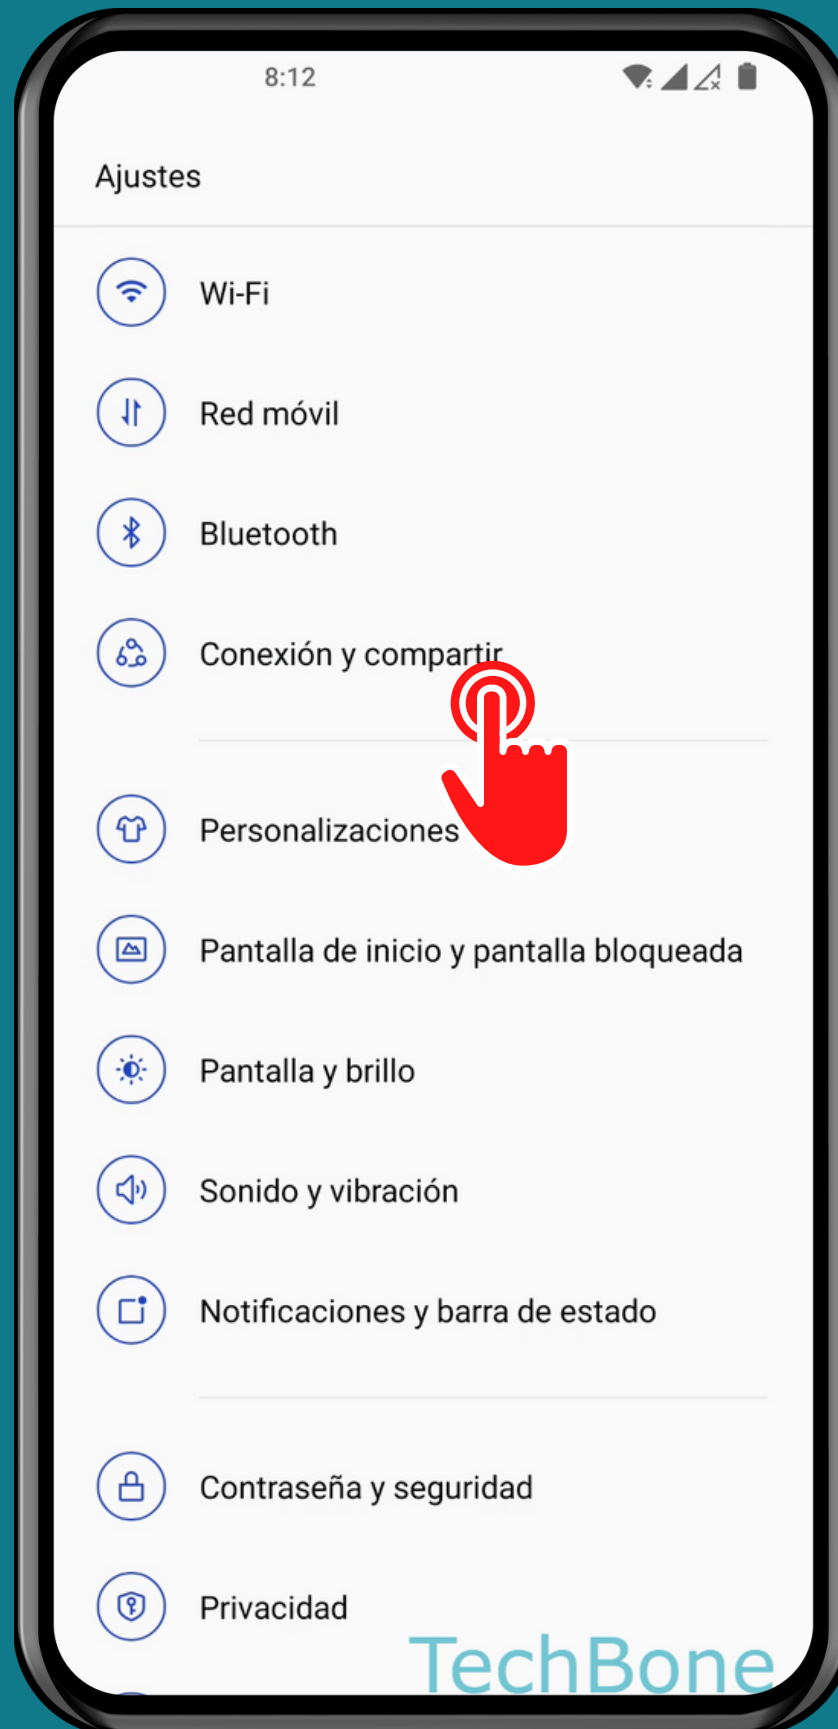 8:12
Ajustes
Wi-Fi
Red móvil
Bluetooth
Conexión y compartir
Personalizaciones
Pantalla de inicio y pantalla bloqueada
Pantalla y brillo
Sonido y vibración
Notificaciones y barra de estado
Contraseña y seguridad
Privacidad
TechBone